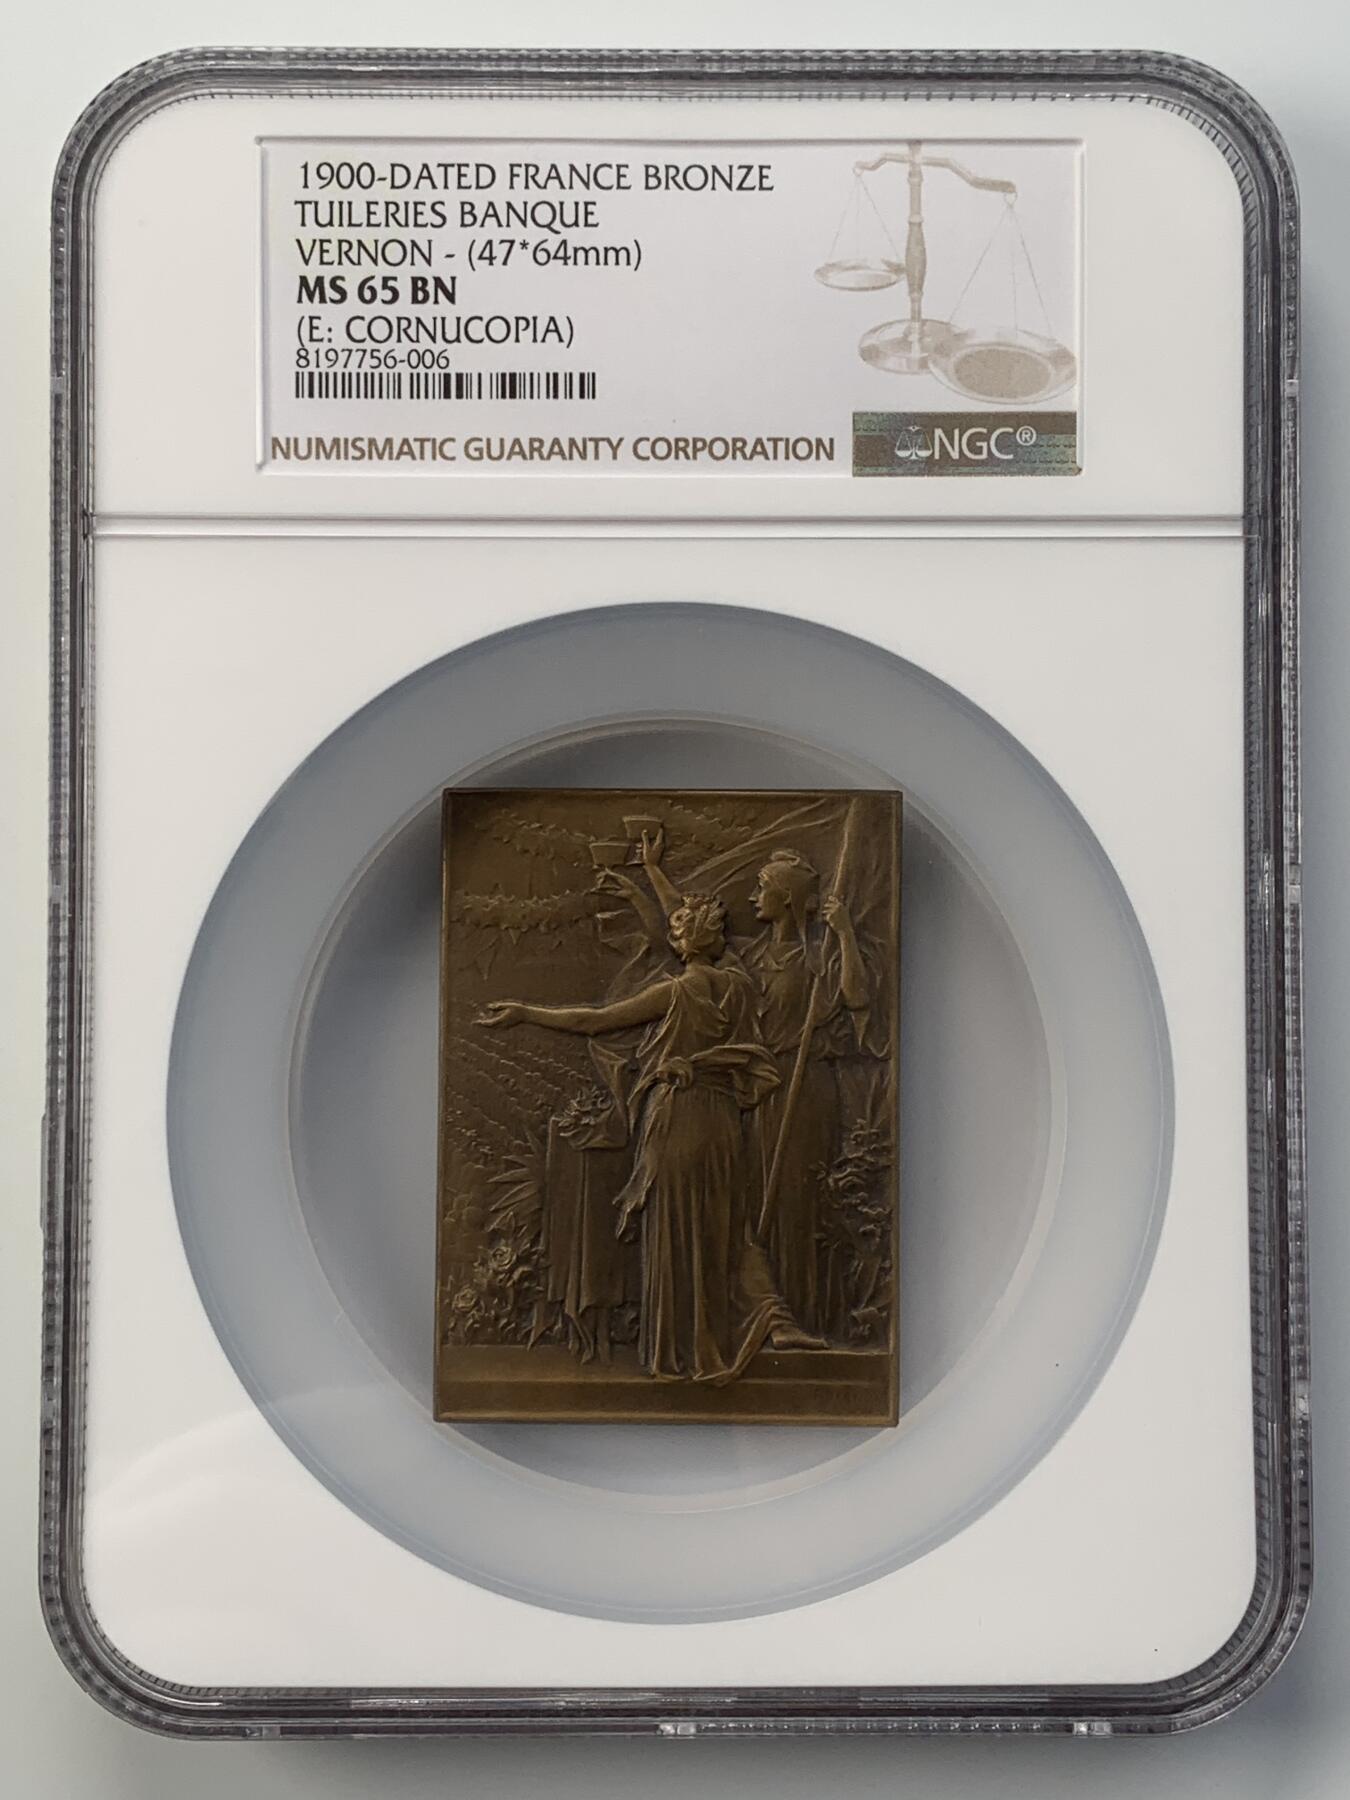 1900-DATED FRANCE BRONZE
TUILERIES BANQUE
VERNON - (47*64mm)
MS 65 BN
(E: CORNUCOPIA)
8197756-006
NUMISMATIC GUARANTY CORPORATION
NGC®